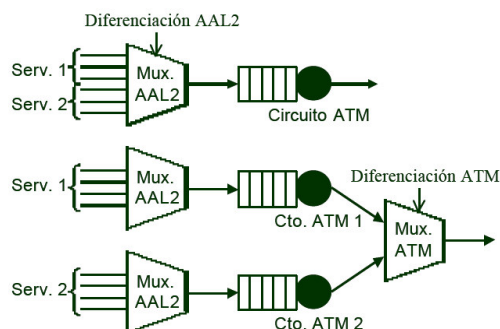 Diferenciación AAL2
Serv. 1
Serv. 2
Mux.
AAL2
Circuito ATM
Serv. 1
Mux.
AAL2
Cto. ATM 1
Diferenciación ATM
Mux.
ATM
Serv. 2
Mux.
AAL2
Cto. ATM 2